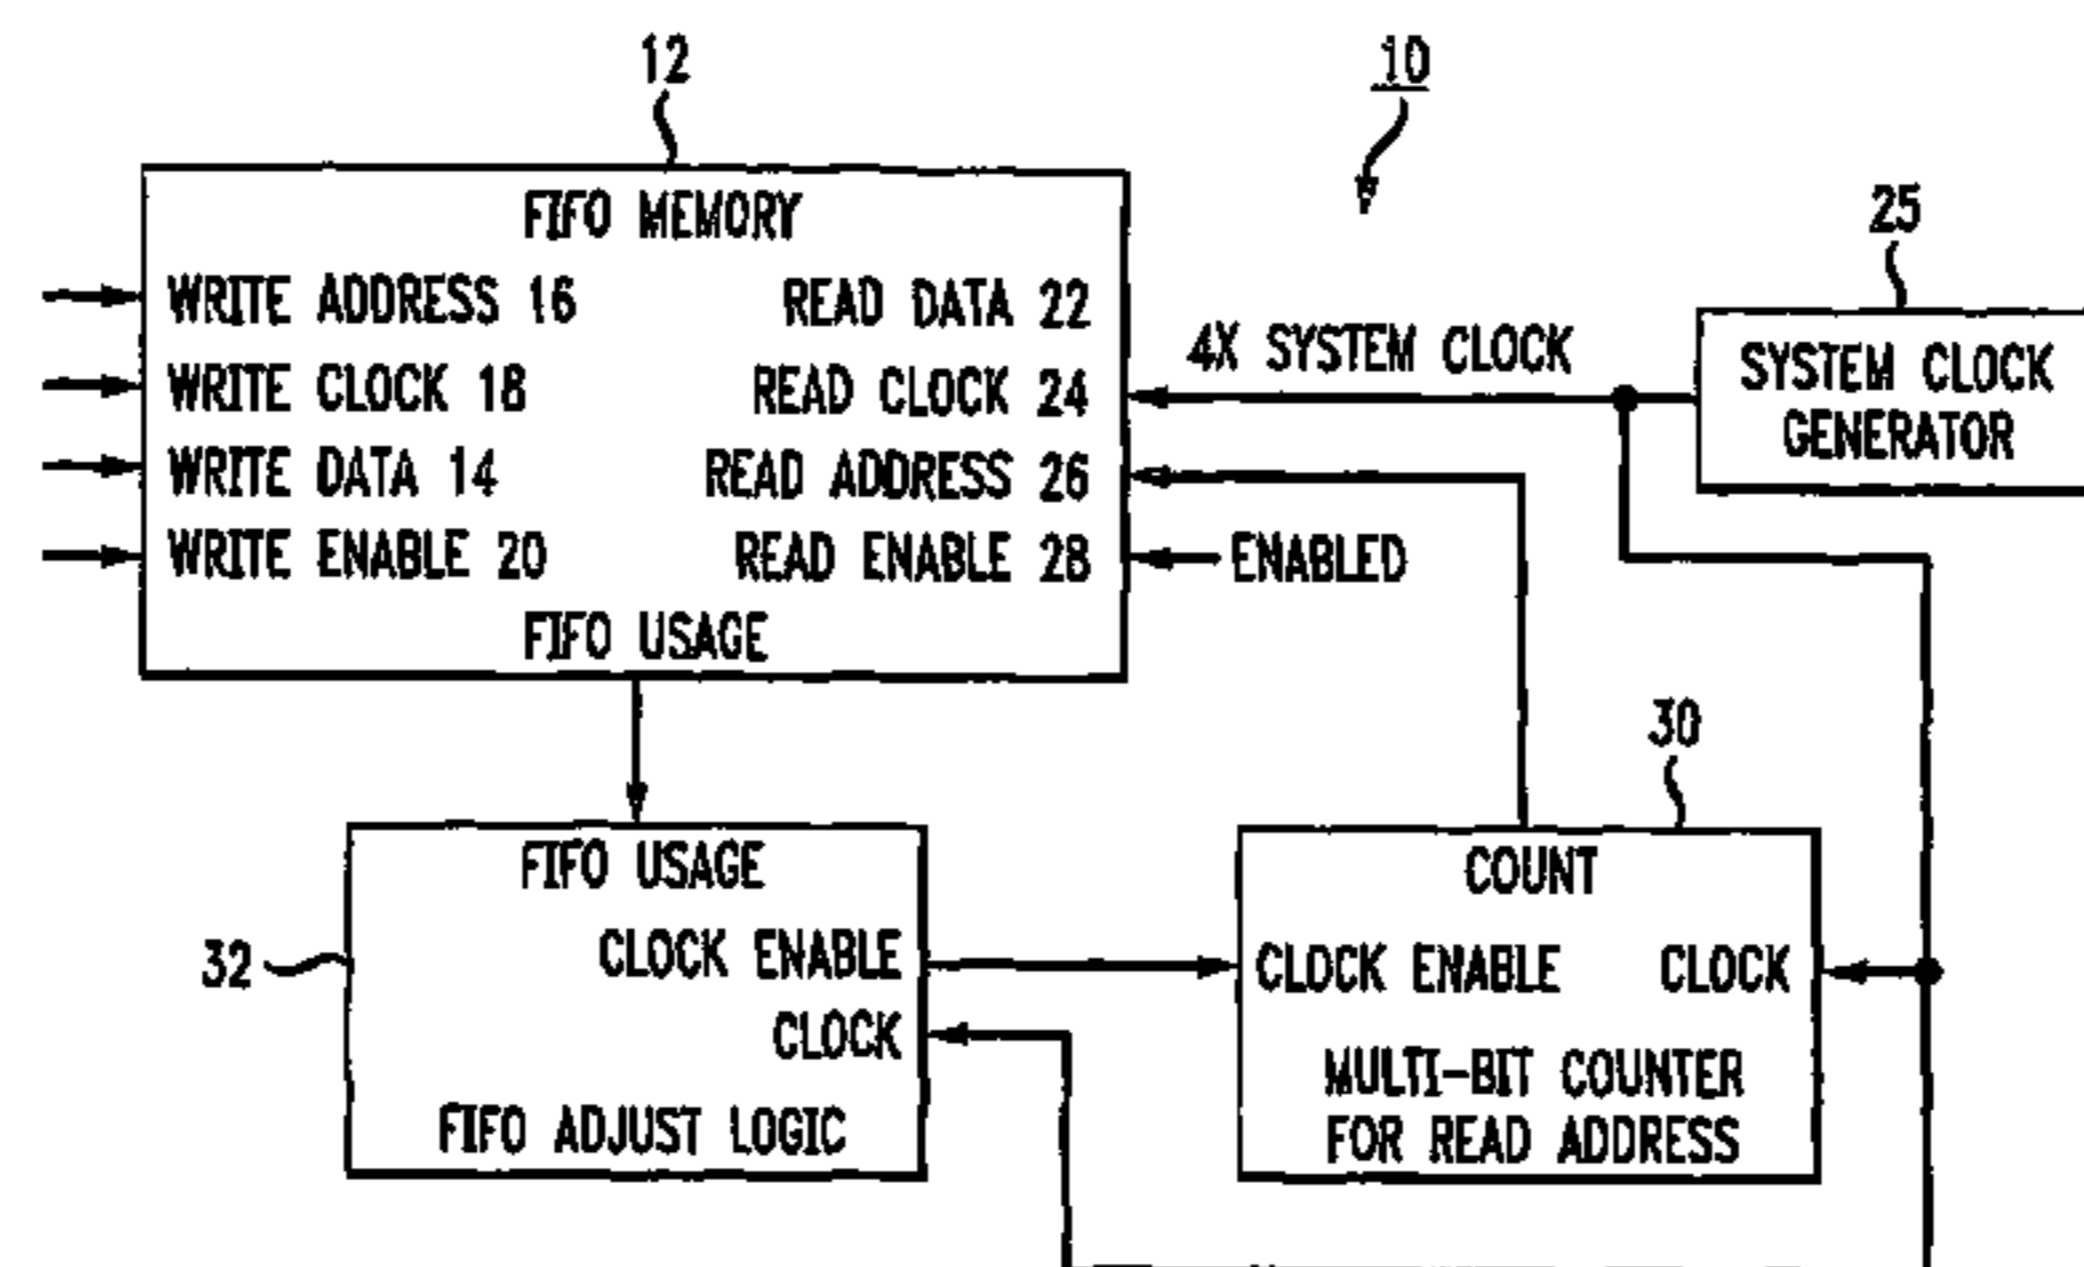 12
10
FIFO MEMORY
25
WRITE ADDRESS 16
READ DATA 22
4X SYSTEM CLOCK
SYSTEM CLOCK
GENERATOR
WRITE CLOCK 18
READ CLOCK 24
WRITE DATA 14
READ ADDRESS 26
WRITE ENABLE 20
READ ENABLE 28
ENABLED
FIFO USAGE
30
FIFO USAGE
COUNT
32
CLOCK ENABLE
CLOCK ENABLE
CLOCK
CLOCK
MULTI-BIT COUNTER
FOR READ ADDRESS
FIFO ADJUST LOGIC